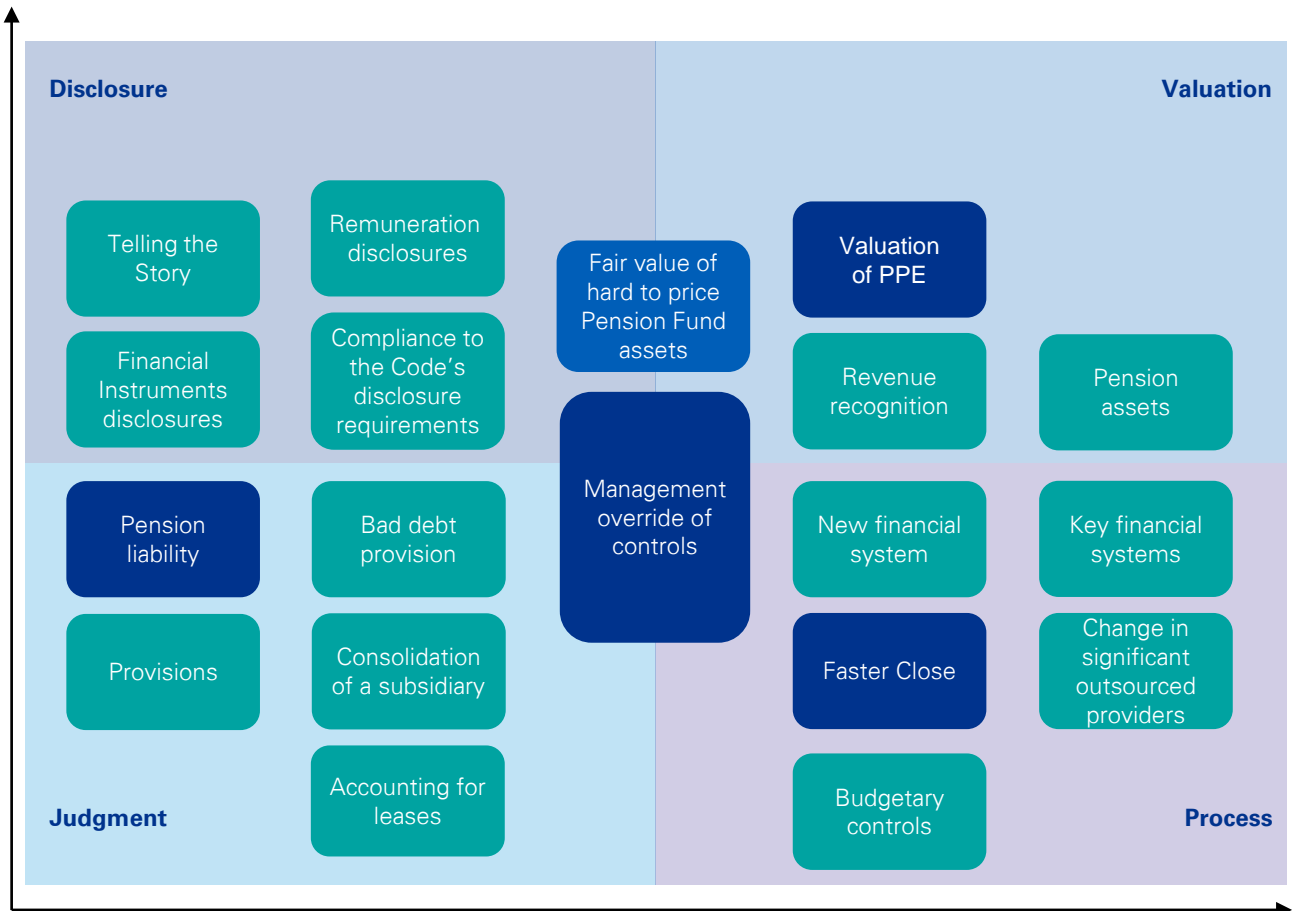 Disclosure
Valuation
Telling the
Story
Remuneration
disclosures
Fair value of
hard to price
Pension Fund
assets
Valuation
of PPE
Financial
Instruments
disclosures
Compliance to
the Code's
disclosure
requirements
Revenue
recognition
Pension
assets
Management
override of
controls
Pension
liability
Bad debt
provision
New financial
system
Key financial
systems
Provisions
Consolidation
of a subsidiary
Faster Close
Change in
significant
outsourced
providers
Accounting for
leases
Budgetary
controls
Judgment
Process